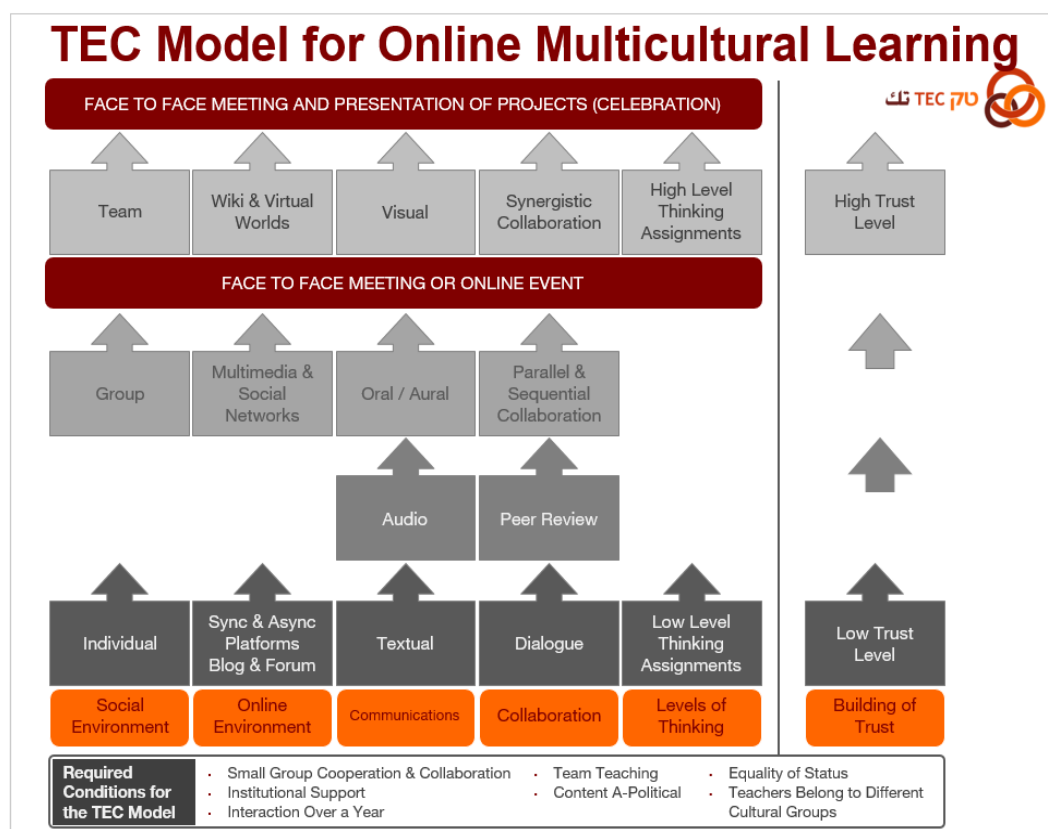 TEC Model for Online Multicultural Learning
FACE TO FACE MEETING AND PRESENTATION OF PROJECTS (CELEBRATION)
تك TEC טק
Team
Wiki & Virtual
Worlds
Visual
Synergistic
Collaboration
High Level
Thinking
Assignments
High Trust
Level
FACE TO FACE MEETING OR ONLINE EVENT
Group
Multimedia &
Social
Networks
Oral / Aural
Parallel &
Sequential
Collaboration
Audio
Peer Review
Individual
Sync & Async
Platforms
Blog & Forum
Textual
Dialogue
Low Level
Thinking
Assignments
Low Trust
Level
Social
Environment
Online
Environment
Communications
Collaboration
Levels of
Thinking
Building of
Trust
Required
Conditions for
the TEC Model
· Small Group Cooperation & Collaboration
· Institutional Support
· Interaction Over a Year
· Team Teaching
· Content A-Political
· Equality of Status
· Teachers Belong to Different
Cultural Groups